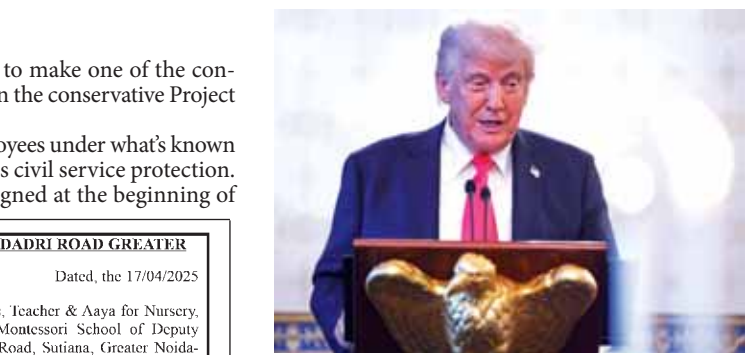 to make one of the con-
n the conservative Project
oyees under what's known
s civil service protection.
igned at the beginning of
DADRI ROAD GREATER
Dated, the 17/04/2025
s, Teacher & Aaya for Nursery,
Montessori School of Deputy
Road, Sutiana, Greater Noida-